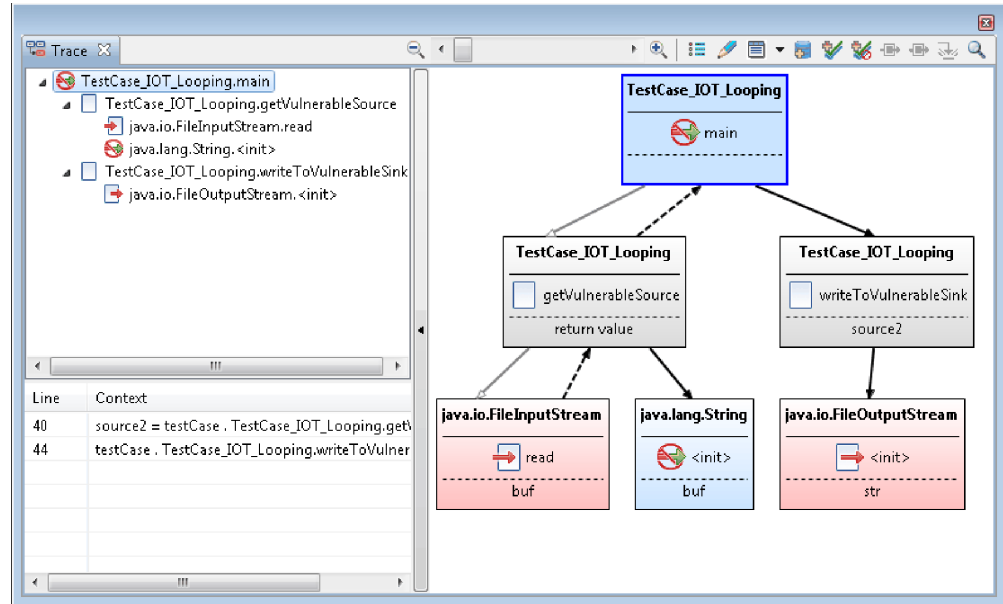 Trace
TestCase_IOT_Looping.main
TestCase_IOT_Looping.getVulnerableSource
java.io.FileInputStream.read
java.lang.String.<init>
TestCase_IOT_Looping.writeToVulnerableSink
java.io.FileOutputStream.<init>
Line Context
40 source2 = testCase . TestCase_IOT_Looping.get\
44 testCase . TestCase_IOT_Looping.writeToVulner
TestCase_IOT_Looping
main
TestCase_IOT_Looping
getVulnerableSource
return value
TestCase_IOT_Looping
writeToVulnerableSink
source2
java.io.FileInputStream
read
buf
java.lang.String
<init>
buf
java.io.FileOutputStream
<init>
str